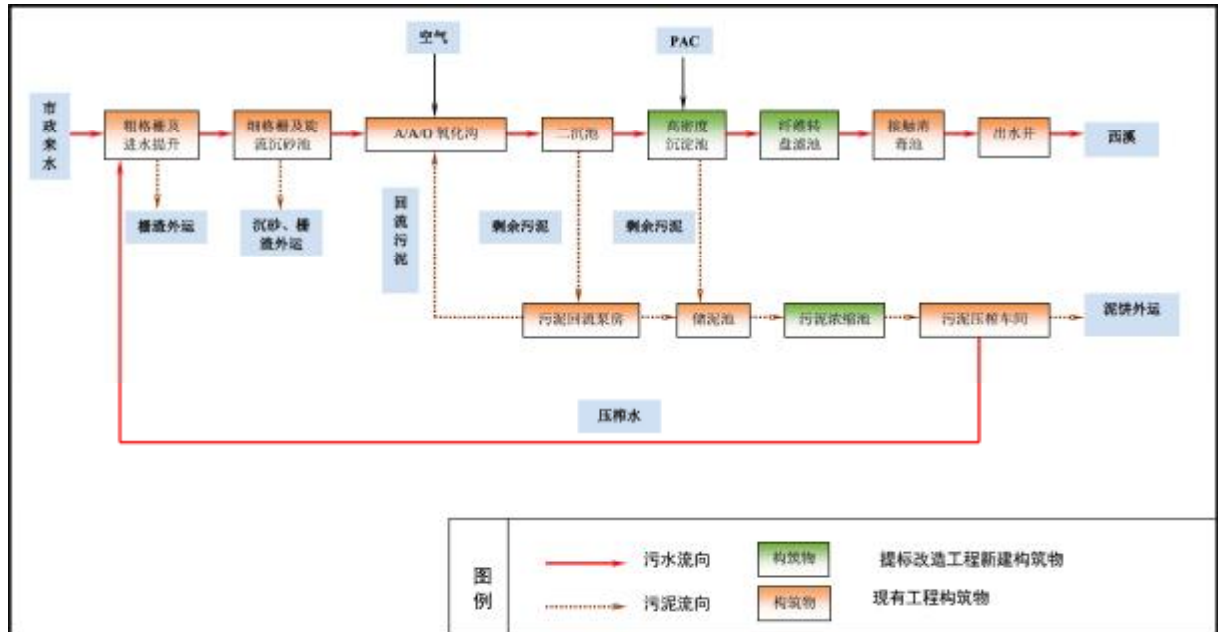 空气
PAC
市
政
来
水
粗格栅及
进水提升
细格栅及旋
流沉砂池
A/A/O 氧化沟
二沉池
高密度
沉淀池
纤维转
盘滤池
接触消
毒池
出水井
西溪
栅渣外运
沉砂、栅
渣外运
回
流
污
泥
剩余污泥
剩余污泥
污泥回流泵房
储泥池
污泥浓缩池
污泥压榨车间
泥饼外运
压榨水
图
例
污水流向
构筑物
提标改造工程新建构筑物
污泥流向
构筑物
现有工程构筑物